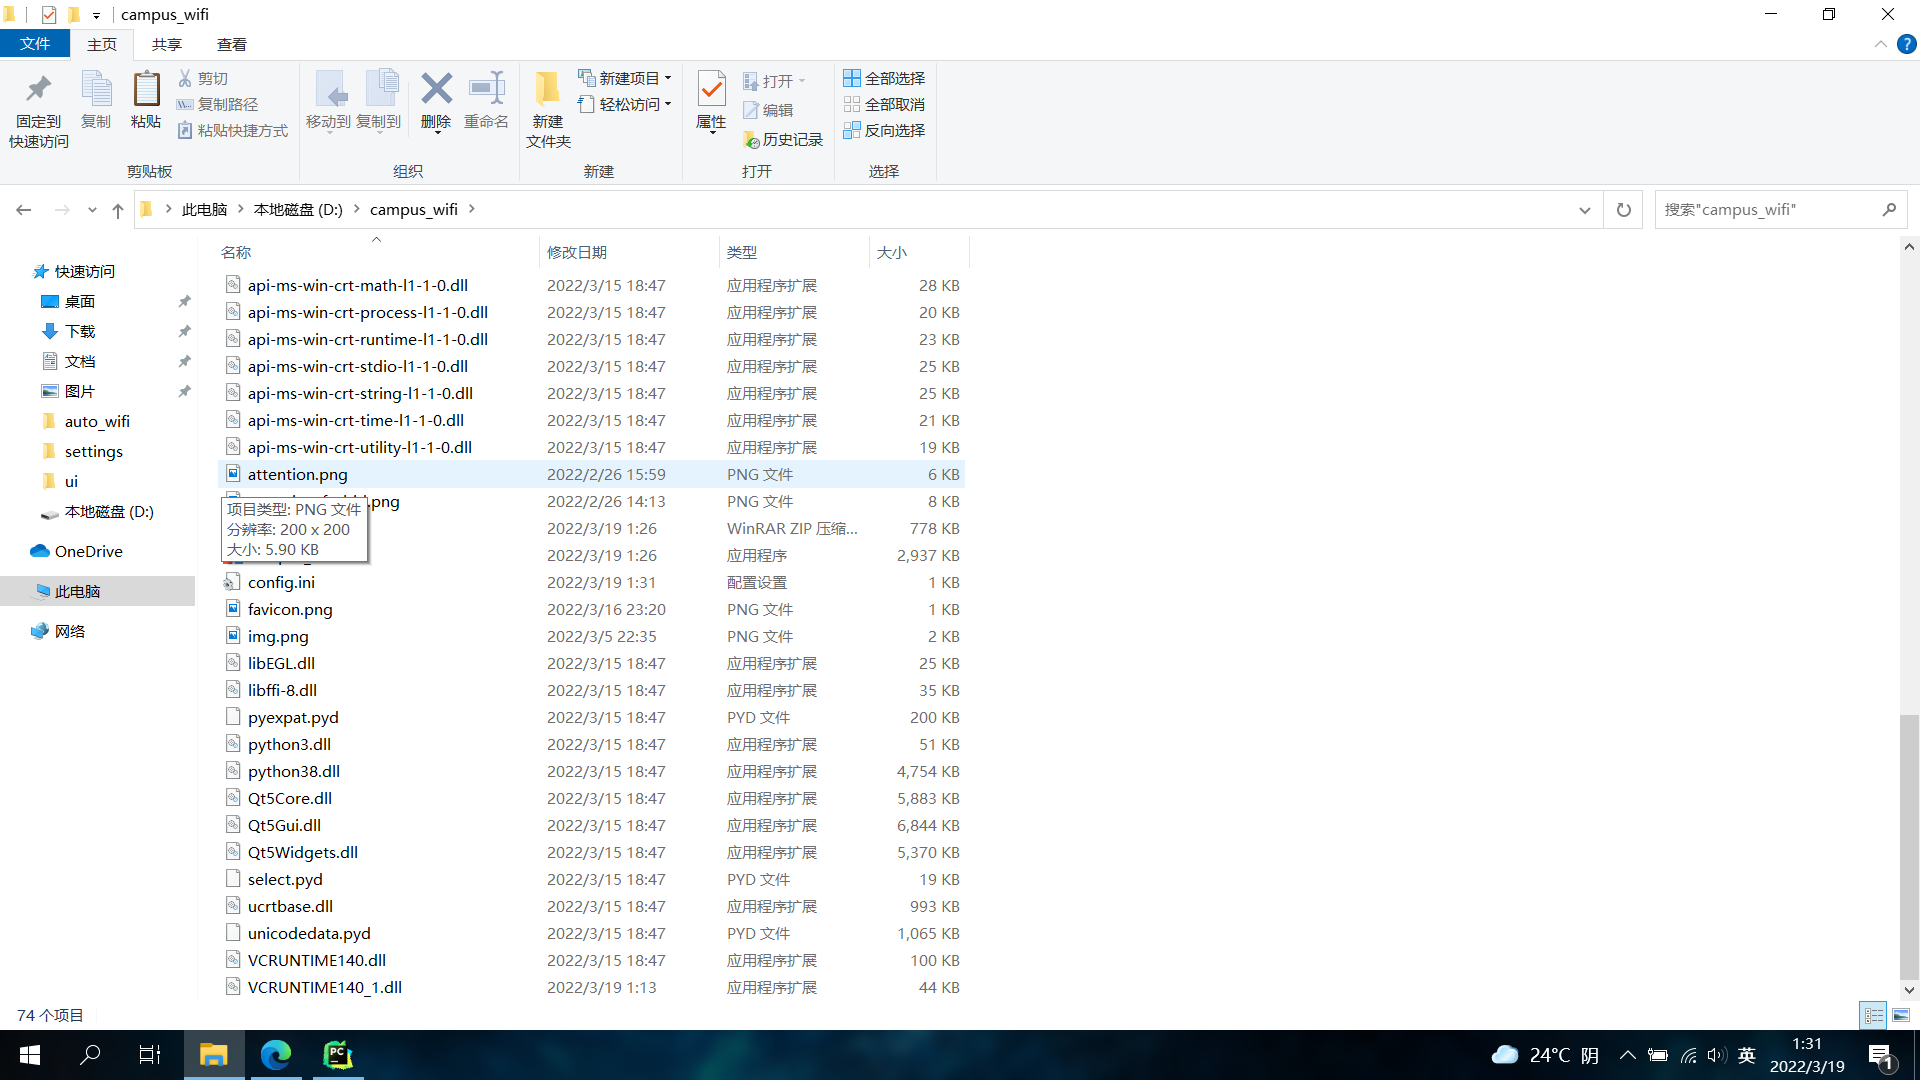 campus_wifi
文件 主页 共享 查看
固定到
快速访问
复制
粘贴
剪切
复制路径
粘贴快捷方式
剪贴板
移动到 复制到 删除 重命名
组织
新建
文件夹
新建项目
轻松访问
新建
属性
打开
编辑
历史记录
打开
全部选择
全部取消
反向选择
选择
此电脑 本地磁盘 (D:) campus_wifi
搜索"campus_wifi"
快速访问
桌面
下载
文档
图片
auto_wifi
settings
ui
本地磁盘 (D:)
OneDrive
此电脑
网络
名称 修改日期 类型 大小
api-ms-win-crt-math-l1-1-0.dll 2022/3/15 18:47 应用程序扩展 28 KB
api-ms-win-crt-process-l1-1-0.dll 2022/3/15 18:47 应用程序扩展 20 KB
api-ms-win-crt-runtime-l1-1-0.dll 2022/3/15 18:47 应用程序扩展 23 KB
api-ms-win-crt-stdio-l1-1-0.dll 2022/3/15 18:47 应用程序扩展 25 KB
api-ms-win-crt-string-l1-1-0.dll 2022/3/15 18:47 应用程序扩展 25 KB
api-ms-win-crt-time-l1-1-0.dll 2022/3/15 18:47 应用程序扩展 21 KB
api-ms-win-crt-utility-l1-1-0.dll 2022/3/15 18:47 应用程序扩展 19 KB
attention.png 2022/2/26 15:59 PNG 文件 6 KB
.png 2022/2/26 14:13 PNG 文件 8 KB
2022/3/19 1:26 WinRAR ZIP 压缩... 778 KB
2022/3/19 1:26 应用程序 2,937 KB
项目类型: PNG 文件
分辨率: 200 x 200
大小: 5.90 KB
config.ini 2022/3/19 1:31 配置设置 1 KB
favicon.png 2022/3/16 23:20 PNG 文件 1 KB
img.png 2022/3/5 22:35 PNG 文件 2 KB
libEGL.dll 2022/3/15 18:47 应用程序扩展 25 KB
libffi-8.dll 2022/3/15 18:47 应用程序扩展 35 KB
pyexpat.pyd 2022/3/15 18:47 PYD 文件 200 KB
python3.dll 2022/3/15 18:47 应用程序扩展 51 KB
python38.dll 2022/3/15 18:47 应用程序扩展 4,754 KB
Qt5Core.dll 2022/3/15 18:47 应用程序扩展 5,883 KB
Qt5Gui.dll 2022/3/15 18:47 应用程序扩展 6,844 KB
Qt5Widgets.dll 2022/3/15 18:47 应用程序扩展 5,370 KB
select.pyd 2022/3/15 18:47 PYD 文件 19 KB
ucrtbase.dll 2022/3/15 18:47 应用程序扩展 993 KB
unicodedata.pyd 2022/3/15 18:47 PYD 文件 1,065 KB
VCRUNTIME140.dll 2022/3/15 18:47 应用程序扩展 100 KB
VCRUNTIME140_1.dll 2022/3/19 1:13 应用程序扩展 44 KB
74 个项目
PC
24°C 阴
英
1:31
2022/3/19
1